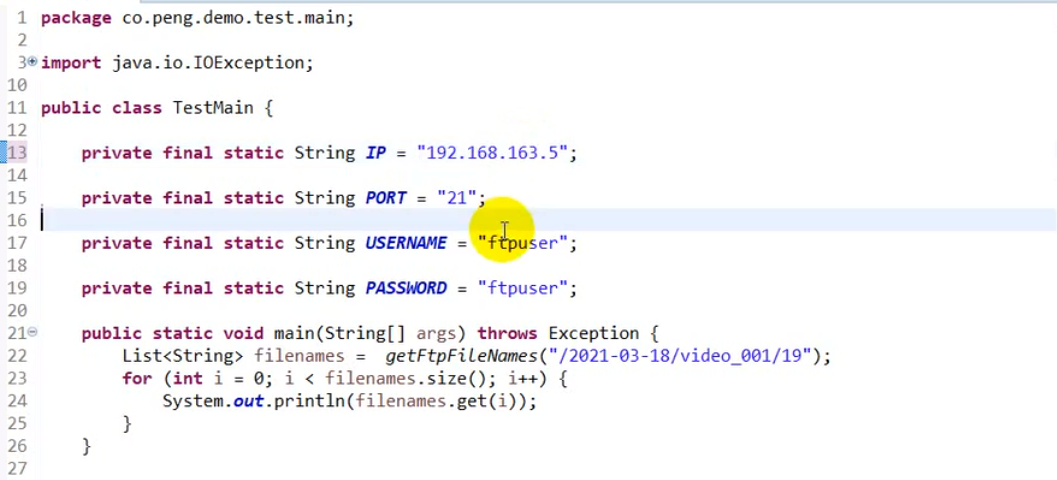 1 package co.peng.demo.test.main;
2
3 import java.io.IOException;
10
11 public class TestMain {
12
13 private final static String IP = "192.168.163.5";
14
15 private final static String PORT = "21";
16
17 private final static String USERNAME = "ftpuser";
18
19 private final static String PASSWORD = "ftpuser";
20
21 public static void main(String[] args) throws Exception {
22 List<String> filenames = getFtpFileNames("/2021-03-18/video_001/19");
23 for (int i = 0; i < filenames.size(); i++) {
24 System.out.println(filenames.get(i));
25 }
26 }
27